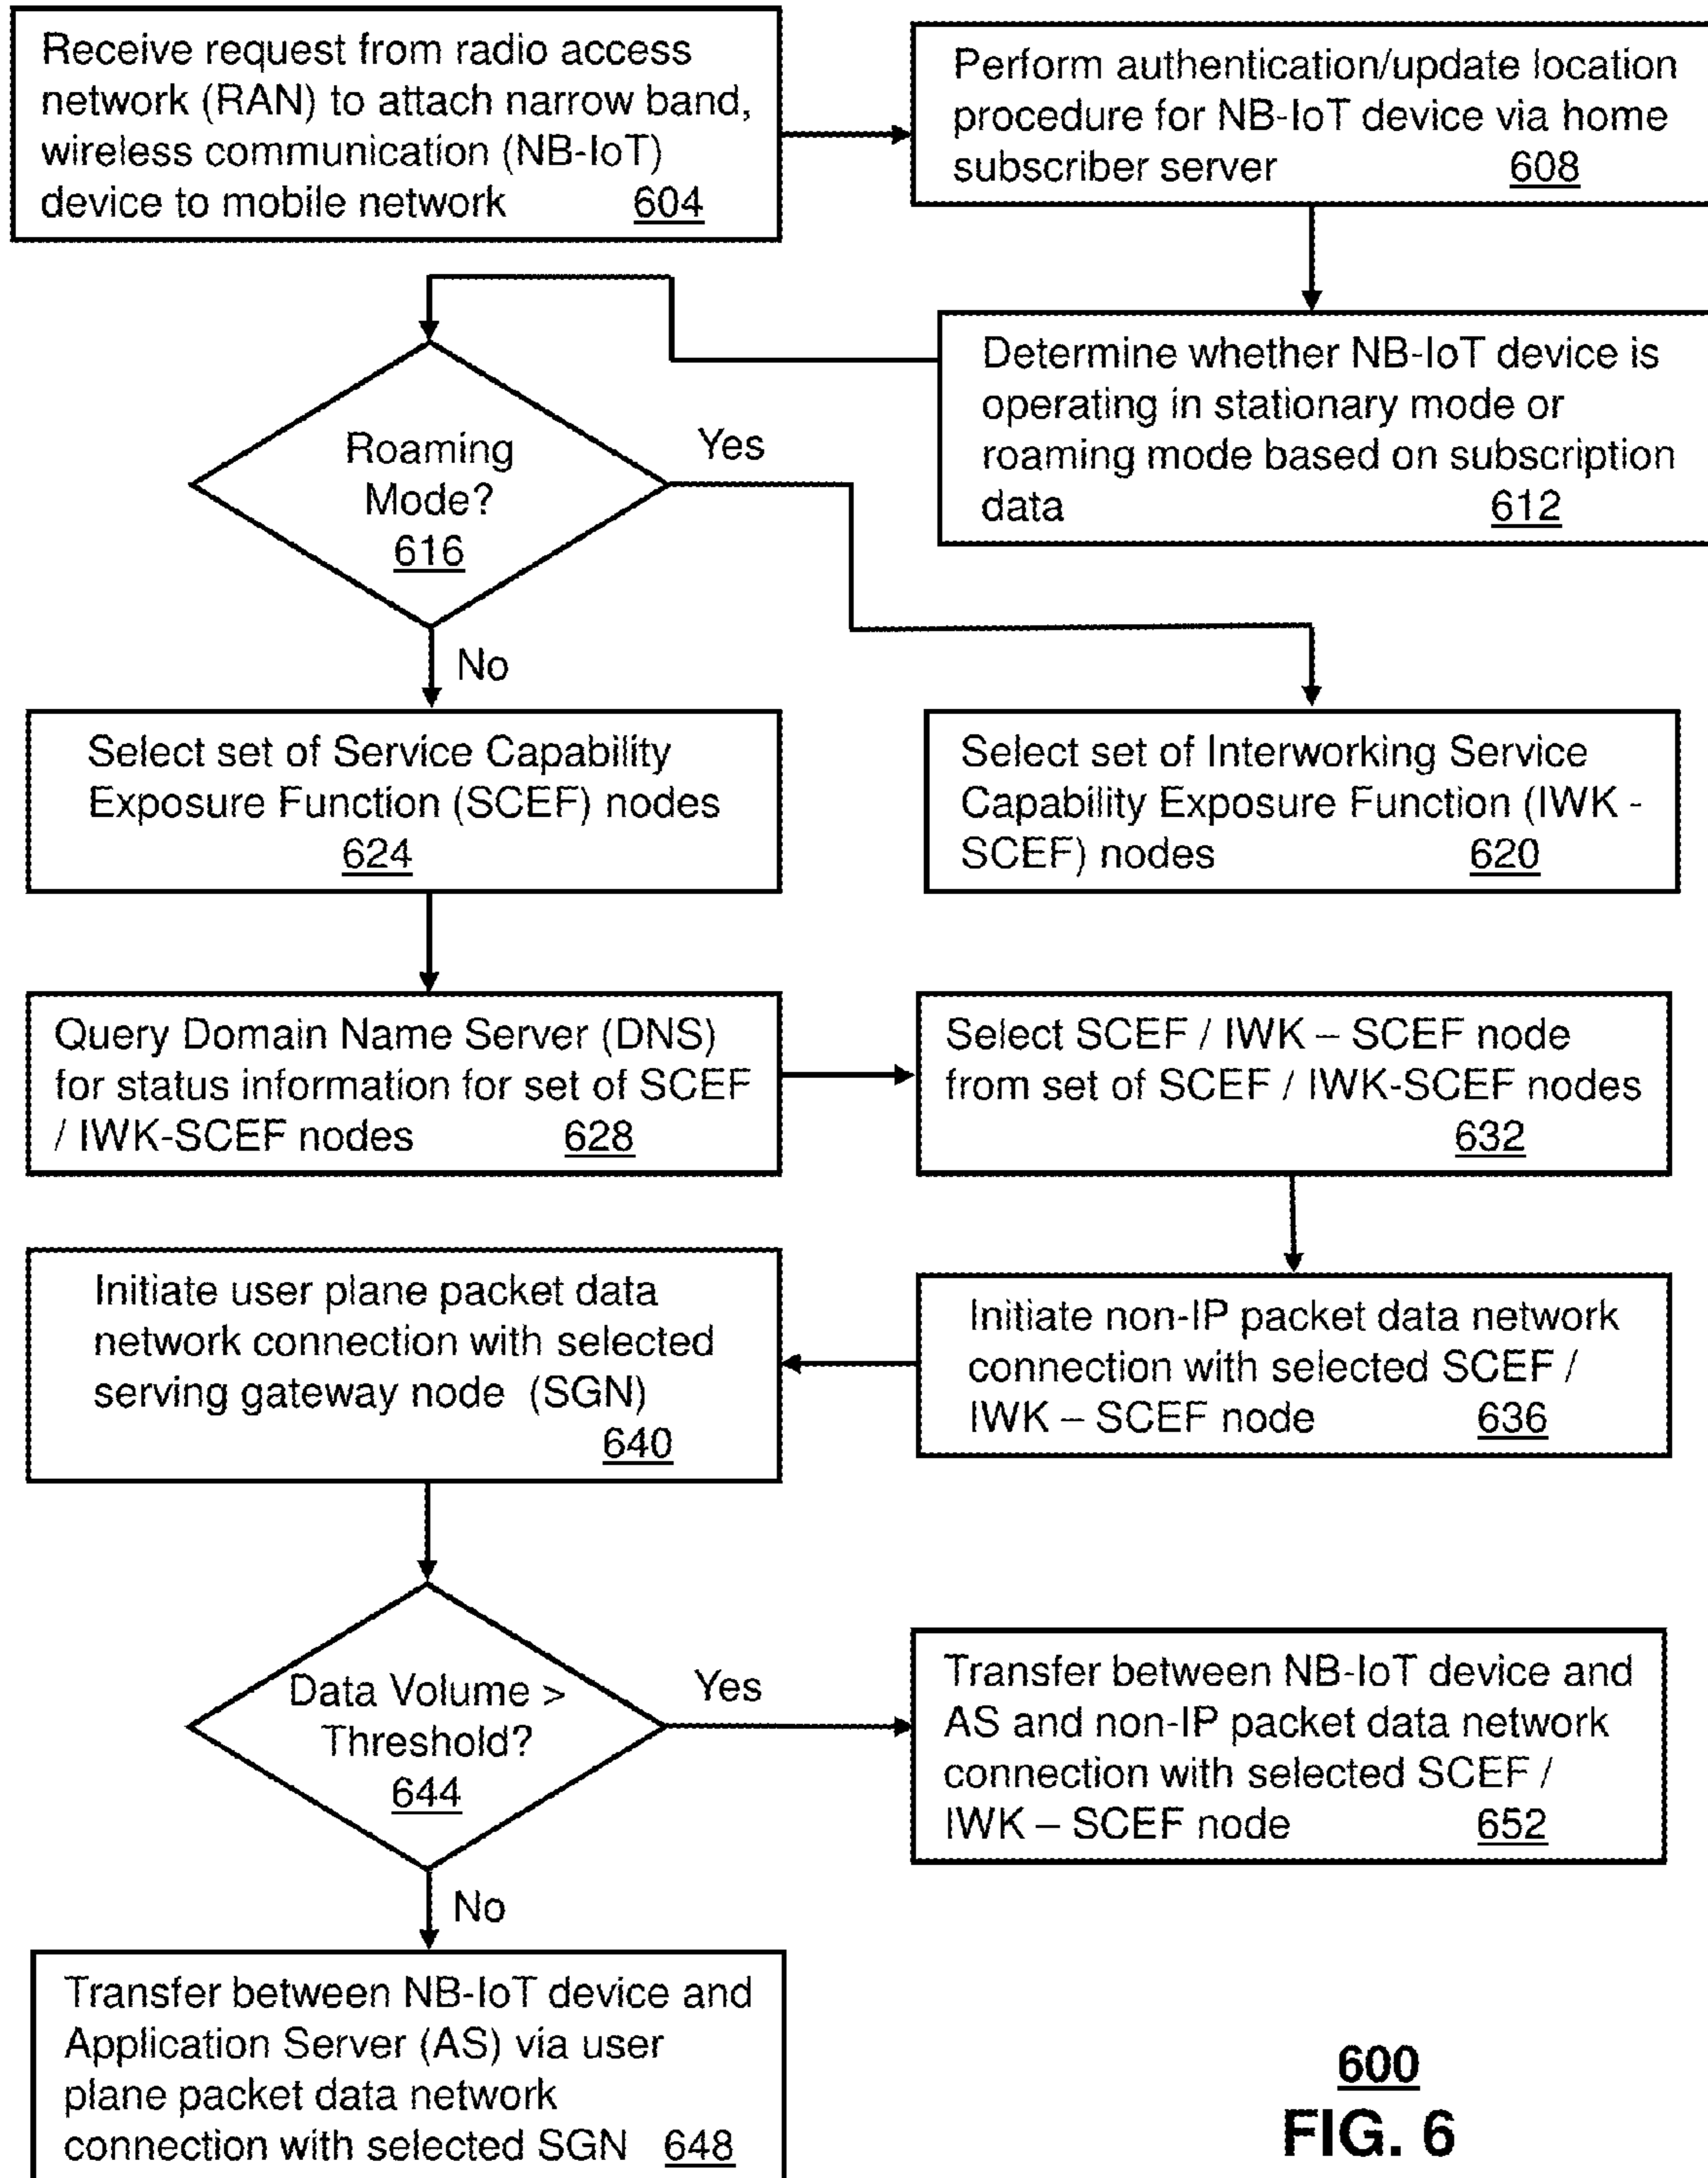 Receive request from radio access
network (RAN) to attach narrow band,
wireless communication (NB-IoT)
device to mobile network 604
Perform authentication/update location
procedure for NB-IoT device via home
subscriber server 608
Determine whether NB-IoT device is
operating in stationary mode or
roaming mode based on subscription
data 612
Roaming
Mode?
616
Yes
No
Select set of Service Capability
Exposure Function (SCEF) nodes
624
Select set of Interworking Service
Capability Exposure Function (IWK -
SCEF) nodes 620
Query Domain Name Server (DNS)
for status information for set of SCEF
/ IWK-SCEF nodes 628
Select SCEF / IWK – SCEF node
from set of SCEF / IWK-SCEF nodes
632
Initiate non-IP packet data network
connection with selected SCEF /
IWK – SCEF node 636
Initiate user plane packet data
network connection with selected
serving gateway node (SGN)
640
Data Volume >
Threshold?
644
Yes
No
Transfer between NB-IoT device and
AS and non-IP packet data network
connection with selected SCEF /
IWK – SCEF node 652
Transfer between NB-IoT device and
Application Server (AS) via user
plane packet data network
connection with selected SGN 648
600
FIG. 6